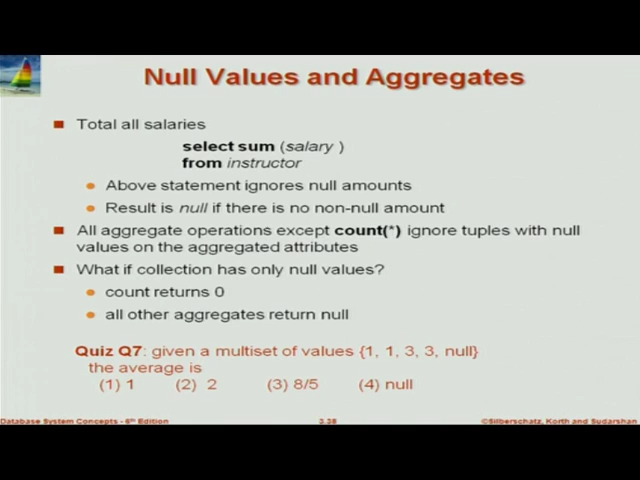 Null Values and Aggregates
■ Total all salaries
select sum (salary )
from instructor
● Above statement ignores null amounts
● Result is null if there is no non-null amount
■ All aggregate operations except count(*) ignore tuples with null
values on the aggregated attributes
■ What if collection has only null values?
● count returns 0
● all other aggregates return null
Quiz Q7: given a multiset of values {1, 1, 3, 3, null}
the average is
(1) 1 (2) 2 (3) 8/5 (4) null
Database System Concepts - 6th Edition 3.38 ©Silberschatz, Korth and Sudarshan